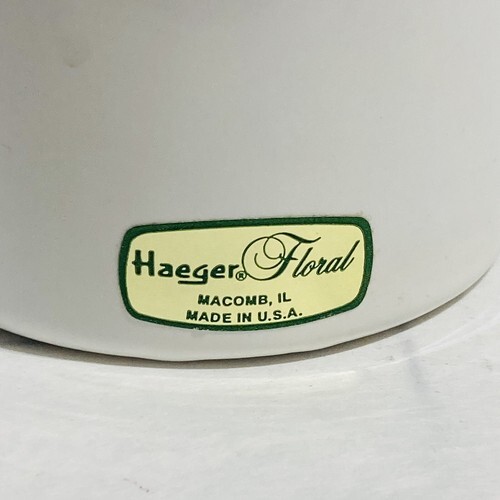 Haeger® Floral
MACOMB, IL
MADE IN U.S.A.